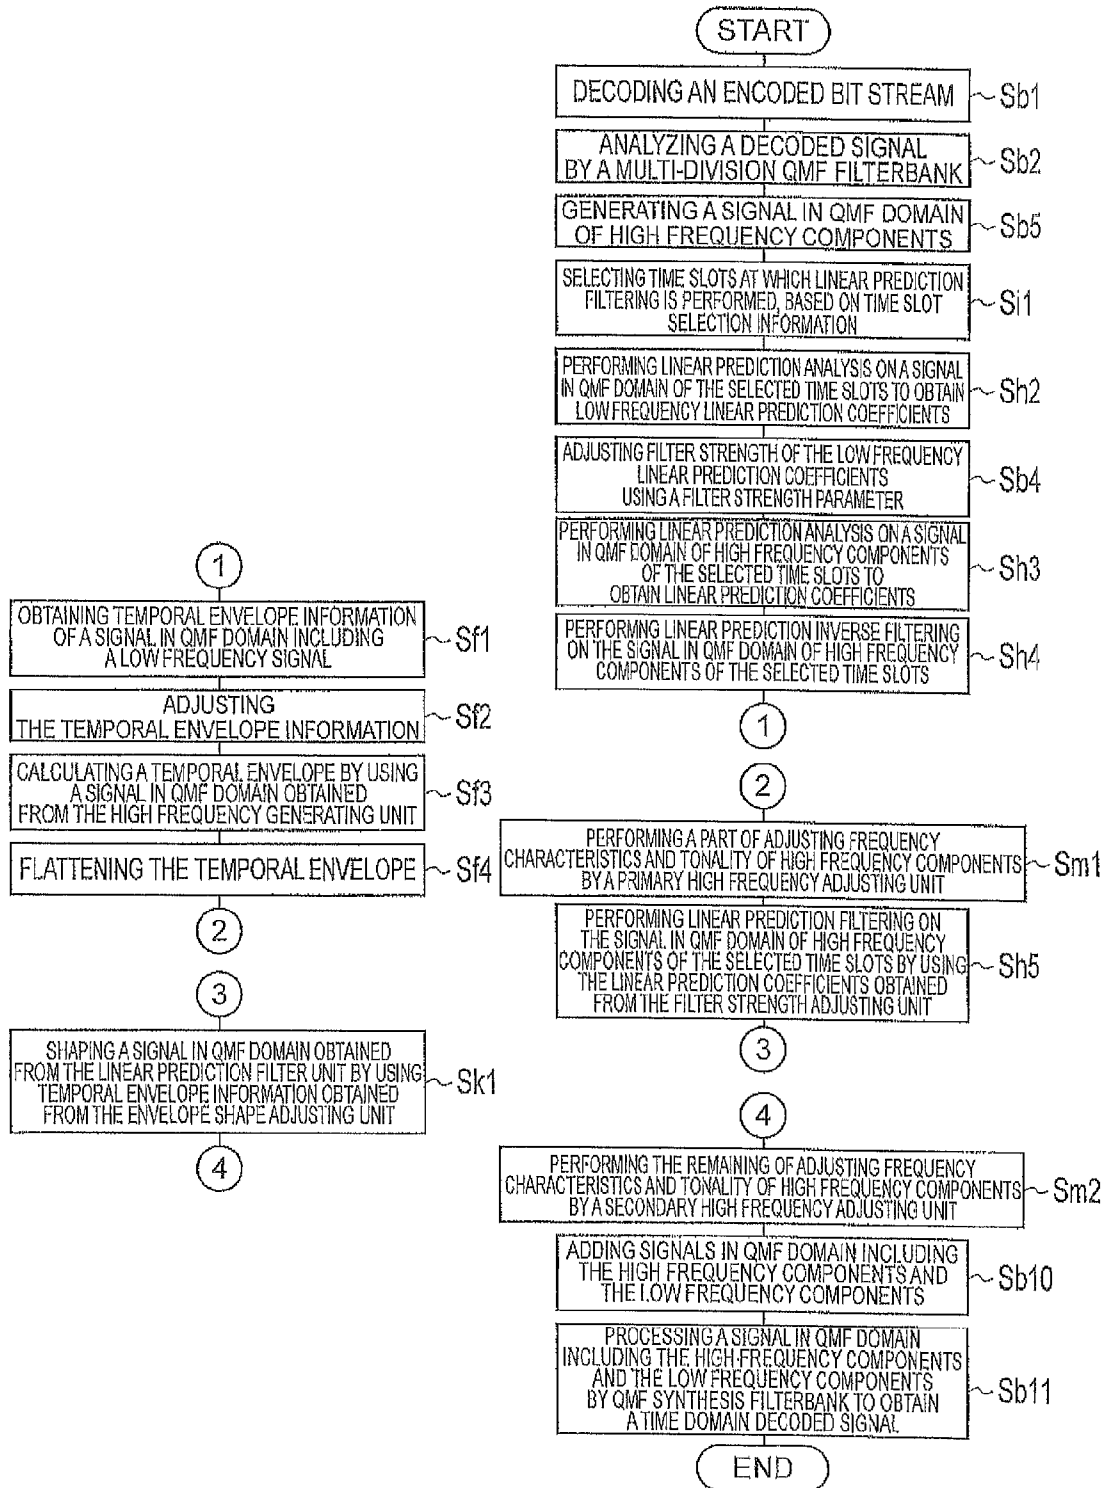 START
DECODING AN ENCODED BIT STREAM
Sb1
ANALYZING A DECODED SIGNAL
BY A MULTI-DIVISION QMF FILTERBANK
Sb2
GENERATING A SIGNAL IN QMF DOMAIN
OF HIGH FREQUENCY COMPONENTS
Sb5
SELECTING TIME SLOTS AT WHICH LINEAR PREDICTION
FILTERING IS PERFORMED, BASED ON TIME SLOT
SELECTION INFORMATION
Si1
PERFORMING LINEAR PREDICTION ANALYSIS ON A SIGNAL
IN QMF DOMAIN OF THE SELECTED TIME SLOTS TO OBTAIN
LOW FREQUENCY LINEAR PREDICTION COEFFICIENTS
Sh2
ADJUSTING FILTER STRENGTH OF THE LOW FREQUENCY
LINEAR PREDICTION COEFFICIENTS
USING A FILTER STRENGTH PARAMETER
Sb4
PERFORMING LINEAR PREDICTION ANALYSIS ON A SIGNAL
IN QMF DOMAIN OF HIGH FREQUENCY COMPONENTS
OF THE SELECTED TIME SLOTS TO
OBTAIN LINEAR PREDICTION COEFFICIENTS
Sh3
PERFORMNG LINEAR PREDICTION INVERSE FILTERING
ON THE SIGNAL IN QMF DOMAIN OF HIGH FREQUENCY
COMPONENTS OF THE SELECTED TIME SLOTS
Sh4
1
1
OBTAINING TEMPORAL ENVELOPE INFORMATION
OF A SIGNAL IN QMF DOMAIN INCLUDING
A LOW FREQUENCY SIGNAL
Sf1
ADJUSTING
THE TEMPORAL ENVELOPE INFORMATION
Sf2
CALCULATING A TEMPORAL ENVELOPE BY USING
A SIGNAL IN QMF DOMAIN OBTAINED
FROM THE HIGH FREQUENCY GENERATING UNIT
Sf3
FLATTENING THE TEMPORAL ENVELOPE
Sf4
2
2
PERFORMING A PART OF ADJUSTING FREQUENCY
CHARACTERISTICS AND TONALITY OF HIGH FREQUENCY COMPONENTS
BY A PRIMARY HIGH FREQUENCY ADJUSTING UNIT
Sm1
PERFORMING LINEAR PREDICTION FILTERING ON
THE SIGNAL IN QMF DOMAIN OF HIGH FREQUENCY
COMPONENTS OF THE SELECTED TIME SLOTS BY USING
THE LINEAR PREDICTION COEFFICIENTS OBTAINED
FROM THE FILTER STRENGTH ADJUSTING UNIT
Sh5
3
3
SHAPING A SIGNAL IN QMF DOMAIN OBTAINED
FROM THE LINEAR PREDICTION FILTER UNIT BY USING
TEMPORAL ENVELOPE INFORMATION OBTAINED
FROM THE ENVELOPE SHAPE ADJUSTING UNIT
Sk1
4
4
PERFORMING THE REMAINING OF ADJUSTING FREQUENCY
CHARACTERISTICS AND TONALITY OF HIGH FREQUENCY COMPONENTS
BY A SECONDARY HIGH FREQUENCY ADJUSTING UNIT
Sm2
ADDING SIGNALS IN QMF DOMAIN INCLUDING
THE HIGH FREQUENCY COMPONENTS AND
THE LOW FREQUENCY COMPONENTS
Sb10
PROCESSING A SIGNAL IN QMF DOMAIN
INCLUDING THE HIGH-FREQUENCY COMPONENTS
AND THE LOW FREQUENCY COMPONENTS
BY QMF SYNTHESIS FILTERBANK TO OBTAIN
A TIME DOMAIN DECODED SIGNAL
Sb11
END